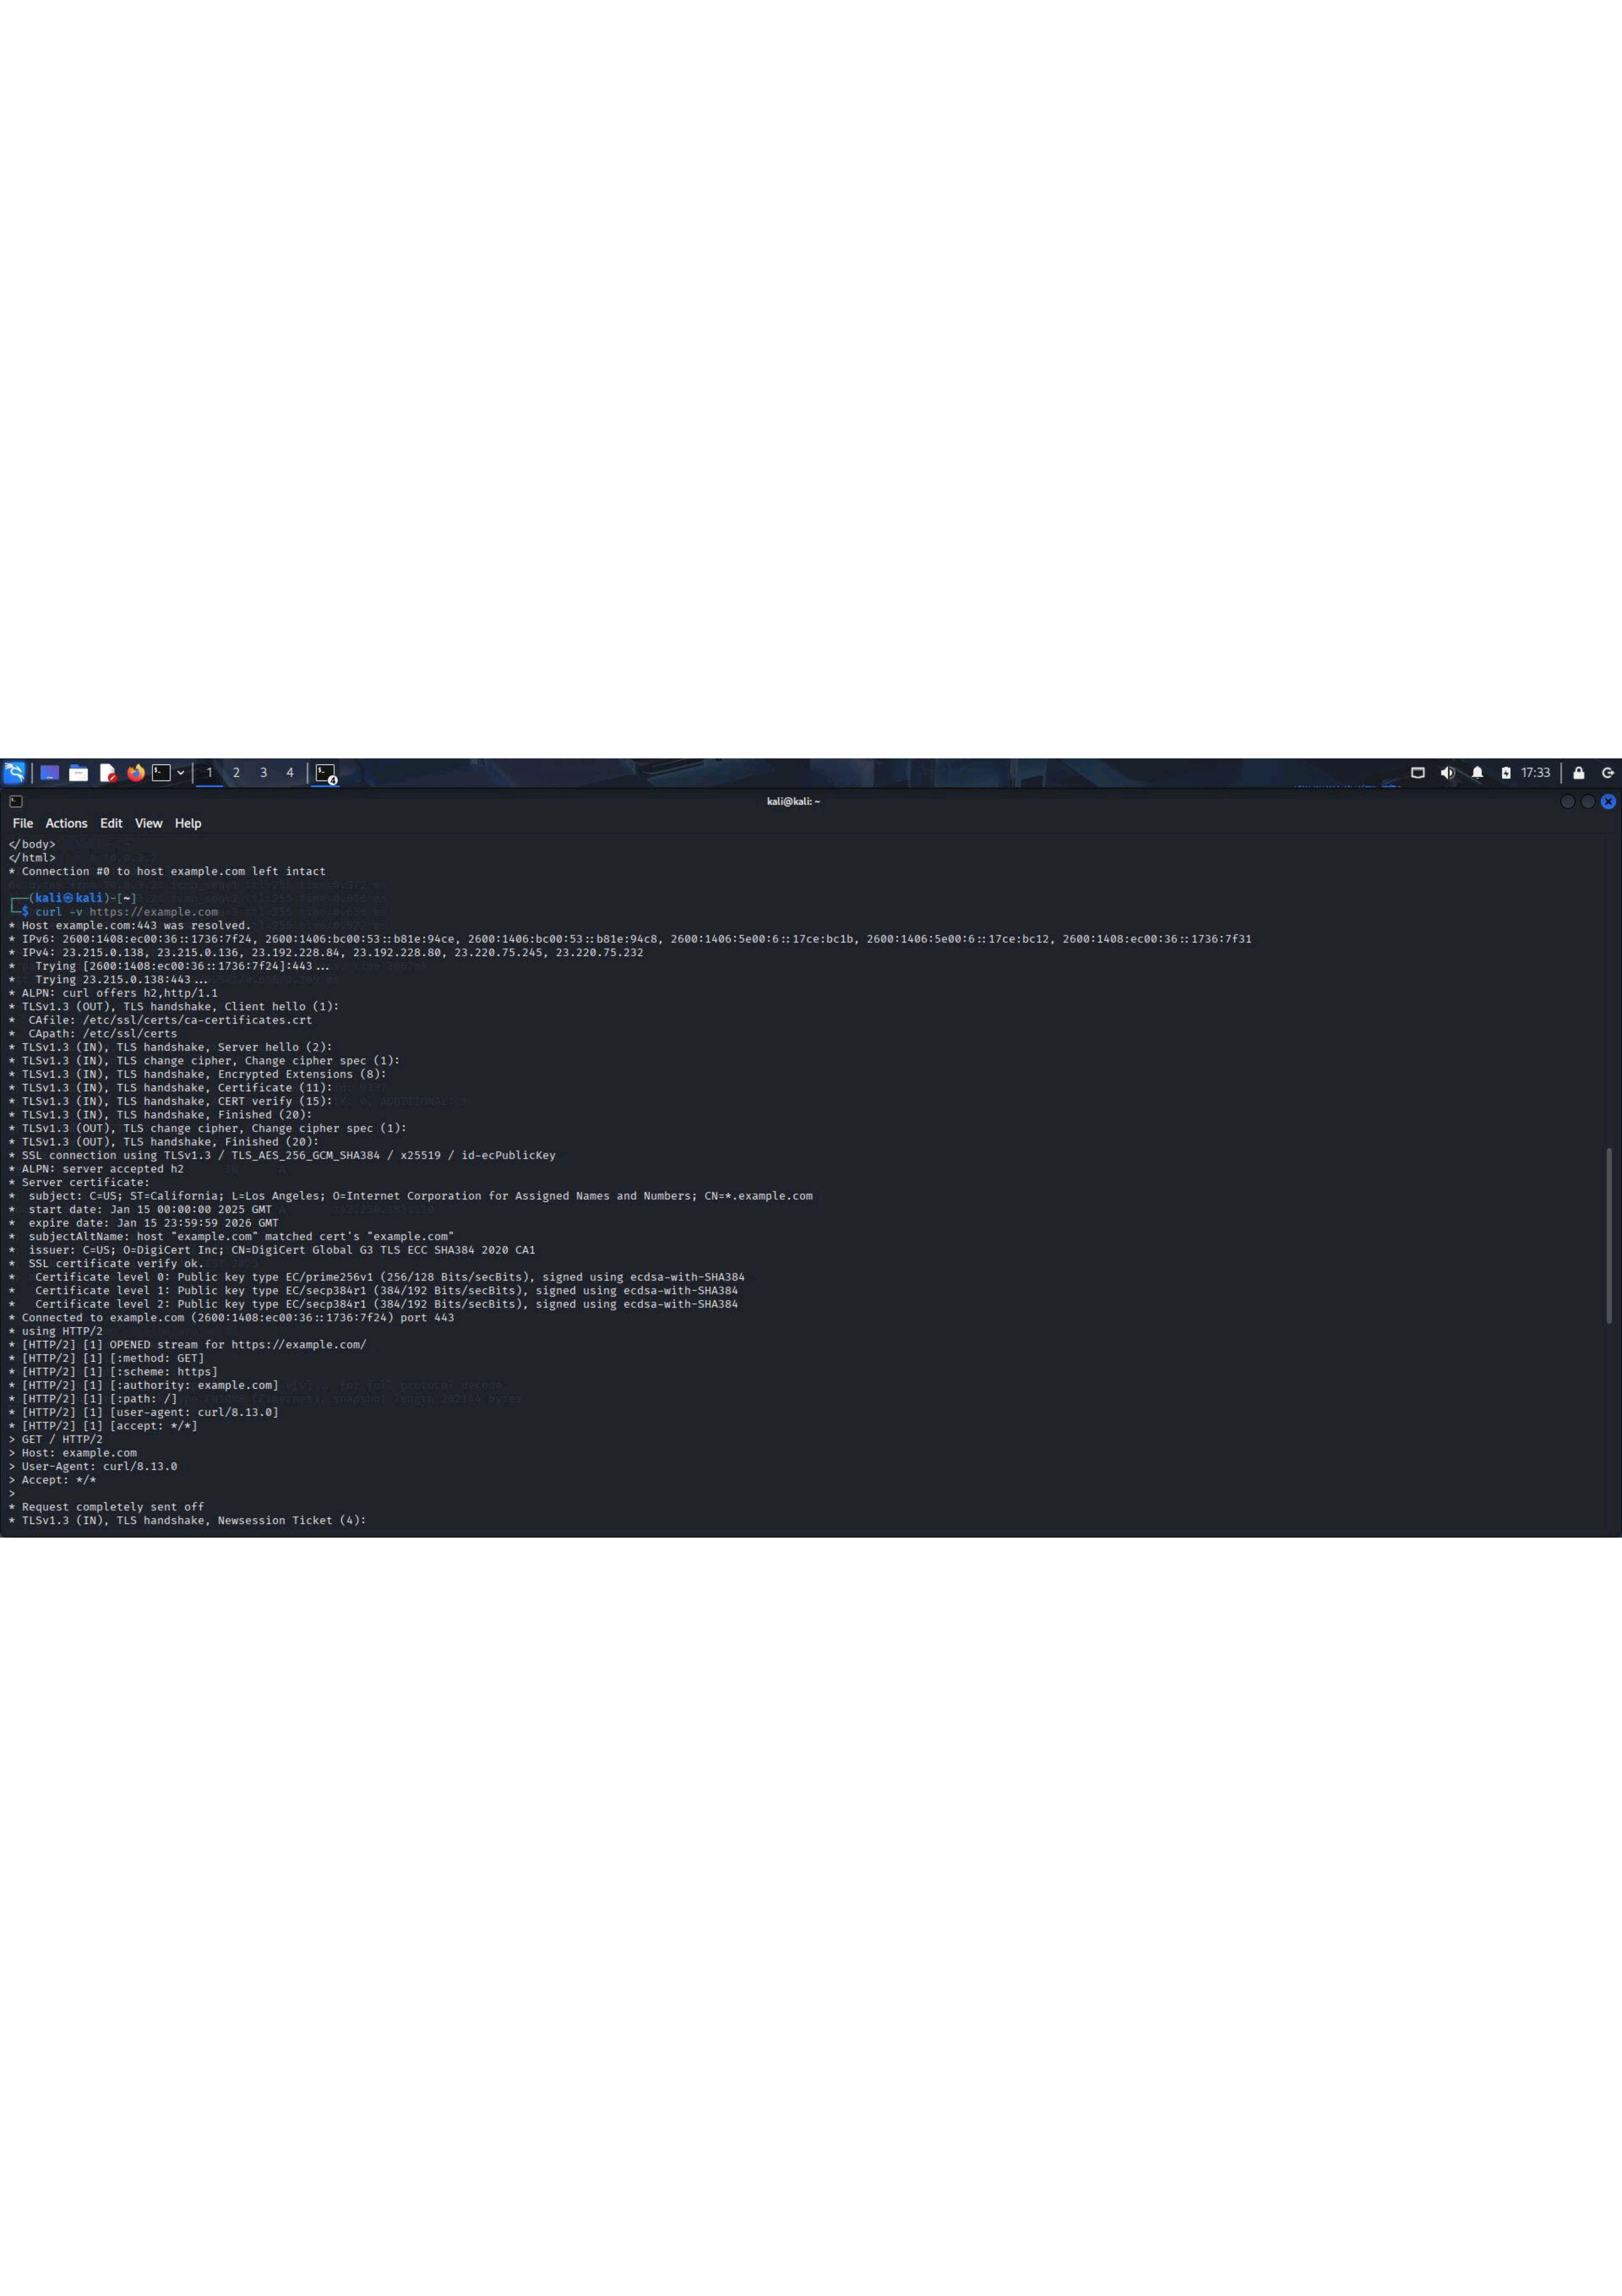 1 2 3 4 4 17:33
kali@kali: ~
File Actions Edit View Help
</body>
</html>
* Connection #0 to host example.com left intact
┌──(kali㉿kali)-[~]
└─$ curl -v https://example.com
* Host example.com:443 was resolved.
* IPv6: 2600:1408:ec00:36::1736:7f24, 2600:1406:bc00:53::b81e:94ce, 2600:1406:bc00:53::b81e:94c8, 2600:1406:5e00:6::17ce:bc1b, 2600:1406:5e00:6::17ce:bc12, 2600:1408:ec00:36::1736:7f31
* IPv4: 23.215.0.138, 23.215.0.136, 23.192.228.84, 23.192.228.80, 23.220.75.245, 23.220.75.232
*   Trying [2600:1408:ec00:36::1736:7f24]:443...
*   Trying 23.215.0.138:443...
* ALPN: curl offers h2,http/1.1
* TLSv1.3 (OUT), TLS handshake, Client hello (1):
*  CAfile: /etc/ssl/certs/ca-certificates.crt
*  CApath: /etc/ssl/certs
* TLSv1.3 (IN), TLS handshake, Server hello (2):
* TLSv1.3 (IN), TLS change cipher, Change cipher spec (1):
* TLSv1.3 (IN), TLS handshake, Encrypted Extensions (8):
* TLSv1.3 (IN), TLS handshake, Certificate (11):
* TLSv1.3 (IN), TLS handshake, CERT verify (15):
* TLSv1.3 (IN), TLS handshake, Finished (20):
* TLSv1.3 (OUT), TLS change cipher, Change cipher spec (1):
* TLSv1.3 (OUT), TLS handshake, Finished (20):
* SSL connection using TLSv1.3 / TLS_AES_256_GCM_SHA384 / x25519 / id-ecPublicKey
* ALPN: server accepted h2
* Server certificate:
*  subject: C=US; ST=California; L=Los Angeles; O=Internet Corporation for Assigned Names and Numbers; CN=*.example.com
*  start date: Jan 15 00:00:00 2025 GMT
*  expire date: Jan 15 23:59:59 2026 GMT
*  subjectAltName: host "example.com" matched cert's "example.com"
*  issuer: C=US; O=DigiCert Inc; CN=DigiCert Global G3 TLS ECC SHA384 2020 CA1
*  SSL certificate verify ok.
*   Certificate level 0: Public key type EC/prime256v1 (256/128 Bits/secBits), signed using ecdsa-with-SHA384
*   Certificate level 1: Public key type EC/secp384r1 (384/192 Bits/secBits), signed using ecdsa-with-SHA384
*   Certificate level 2: Public key type EC/secp384r1 (384/192 Bits/secBits), signed using ecdsa-with-SHA384
* Connected to example.com (2600:1408:ec00:36::1736:7f24) port 443
* using HTTP/2
* [HTTP/2] [1] OPENED stream for https://example.com/
* [HTTP/2] [1] [:method: GET]
* [HTTP/2] [1] [:scheme: https]
* [HTTP/2] [1] [:authority: example.com]
* [HTTP/2] [1] [:path: /]
* [HTTP/2] [1] [user-agent: curl/8.13.0]
* [HTTP/2] [1] [accept: */*]
> GET / HTTP/2
> Host: example.com
> User-Agent: curl/8.13.0
> Accept: */*
>
* Request completely sent off
* TLSv1.3 (IN), TLS handshake, Newsession Ticket (4):